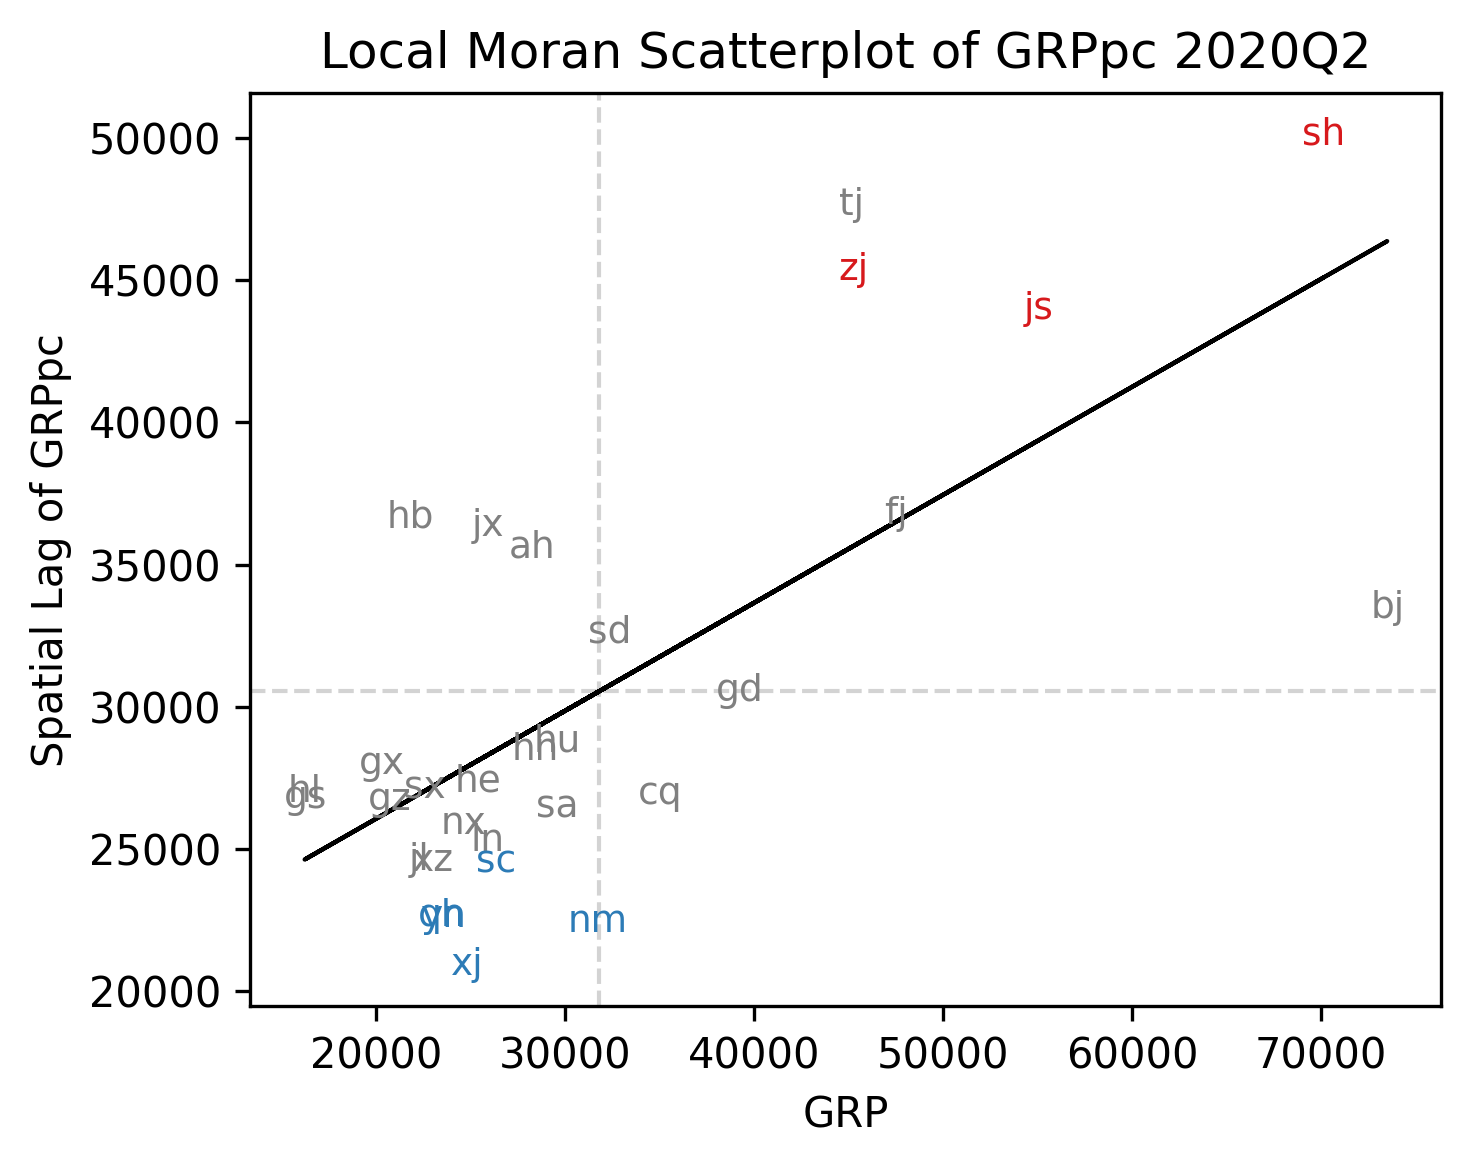 Local Moran Scatterplot of GRPpc 2020Q2
50000
45000
40000
35000
30000
25000
20000
Spatial Lag of GRPpc
sh
tj
zj
js
hb
jx
ah
fj
bj
sd
gd
hu
hn
gx
sx
he
hl
gs
gz
sa
cq
nx
ln
jl
xz
sc
qh
yn
nm
xj
20000 30000 40000 50000 60000 70000
GRP